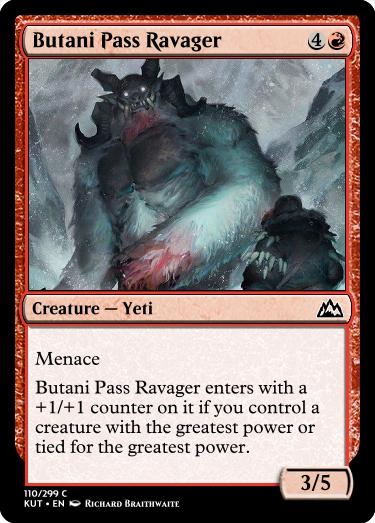 Butani Pass Ravager 4
Creature — Yeti
Menace
Butani Pass Ravager enters with a
+1/+1 counter on it if you control a
creature with the greatest power or
tied for the greatest power.
3/5
110/299 C
KUT • EN Richard Braithwaite